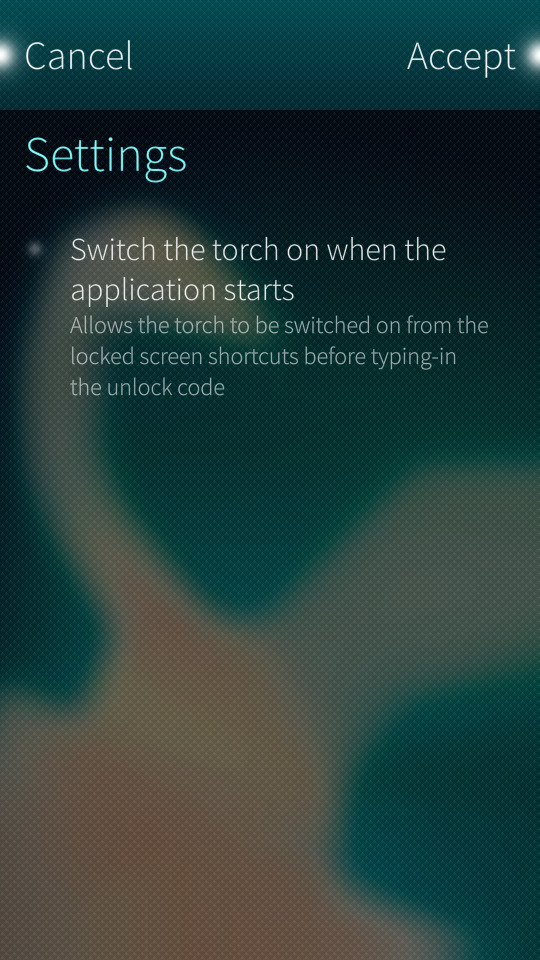 Cancel
Accept
Settings
Switch the torch on when the
application starts
Allows the torch to be switched on from the
locked screen shortcuts before typing-in
the unlock code